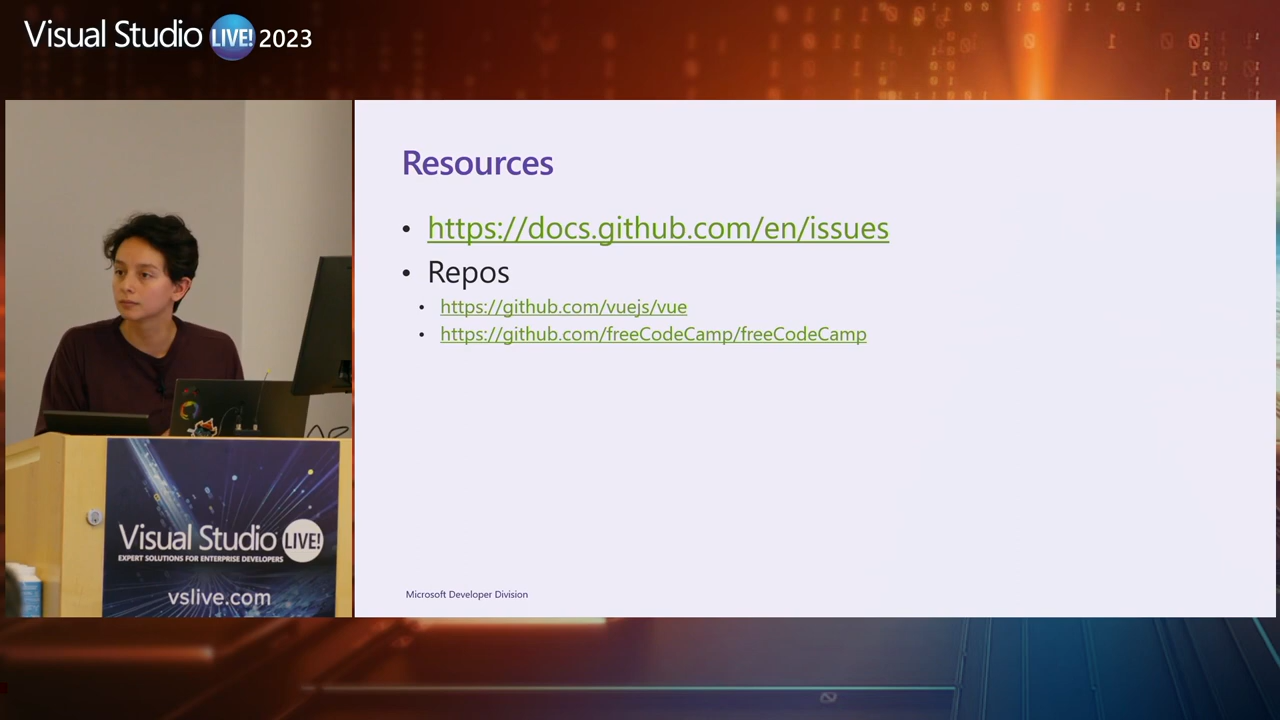 Visual Studio LIVE! 2023
Resources
• https://docs.github.com/en/issues
• Repos
• https://github.com/vuejs/vue
• https://github.com/freeCodeCamp/freeCodeCamp
Microsoft Developer Division
Visual Studio LIVE!
EXPERT SOLUTIONS FOR ENTERPRISE DEVELOPERS
vslive.com